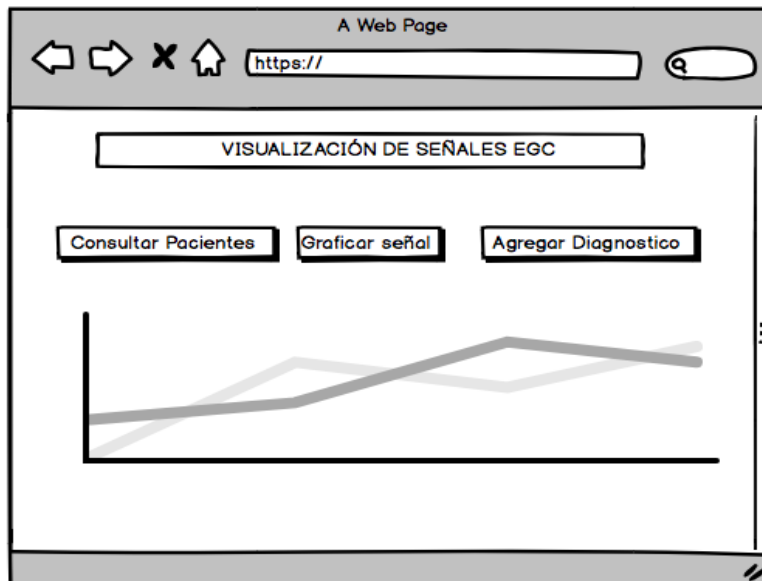 A Web Page
https://
VISUALIZACIÓN DE SEÑALES EGC
Consultar Pacientes
Graficar señal
Agregar Diagnostico